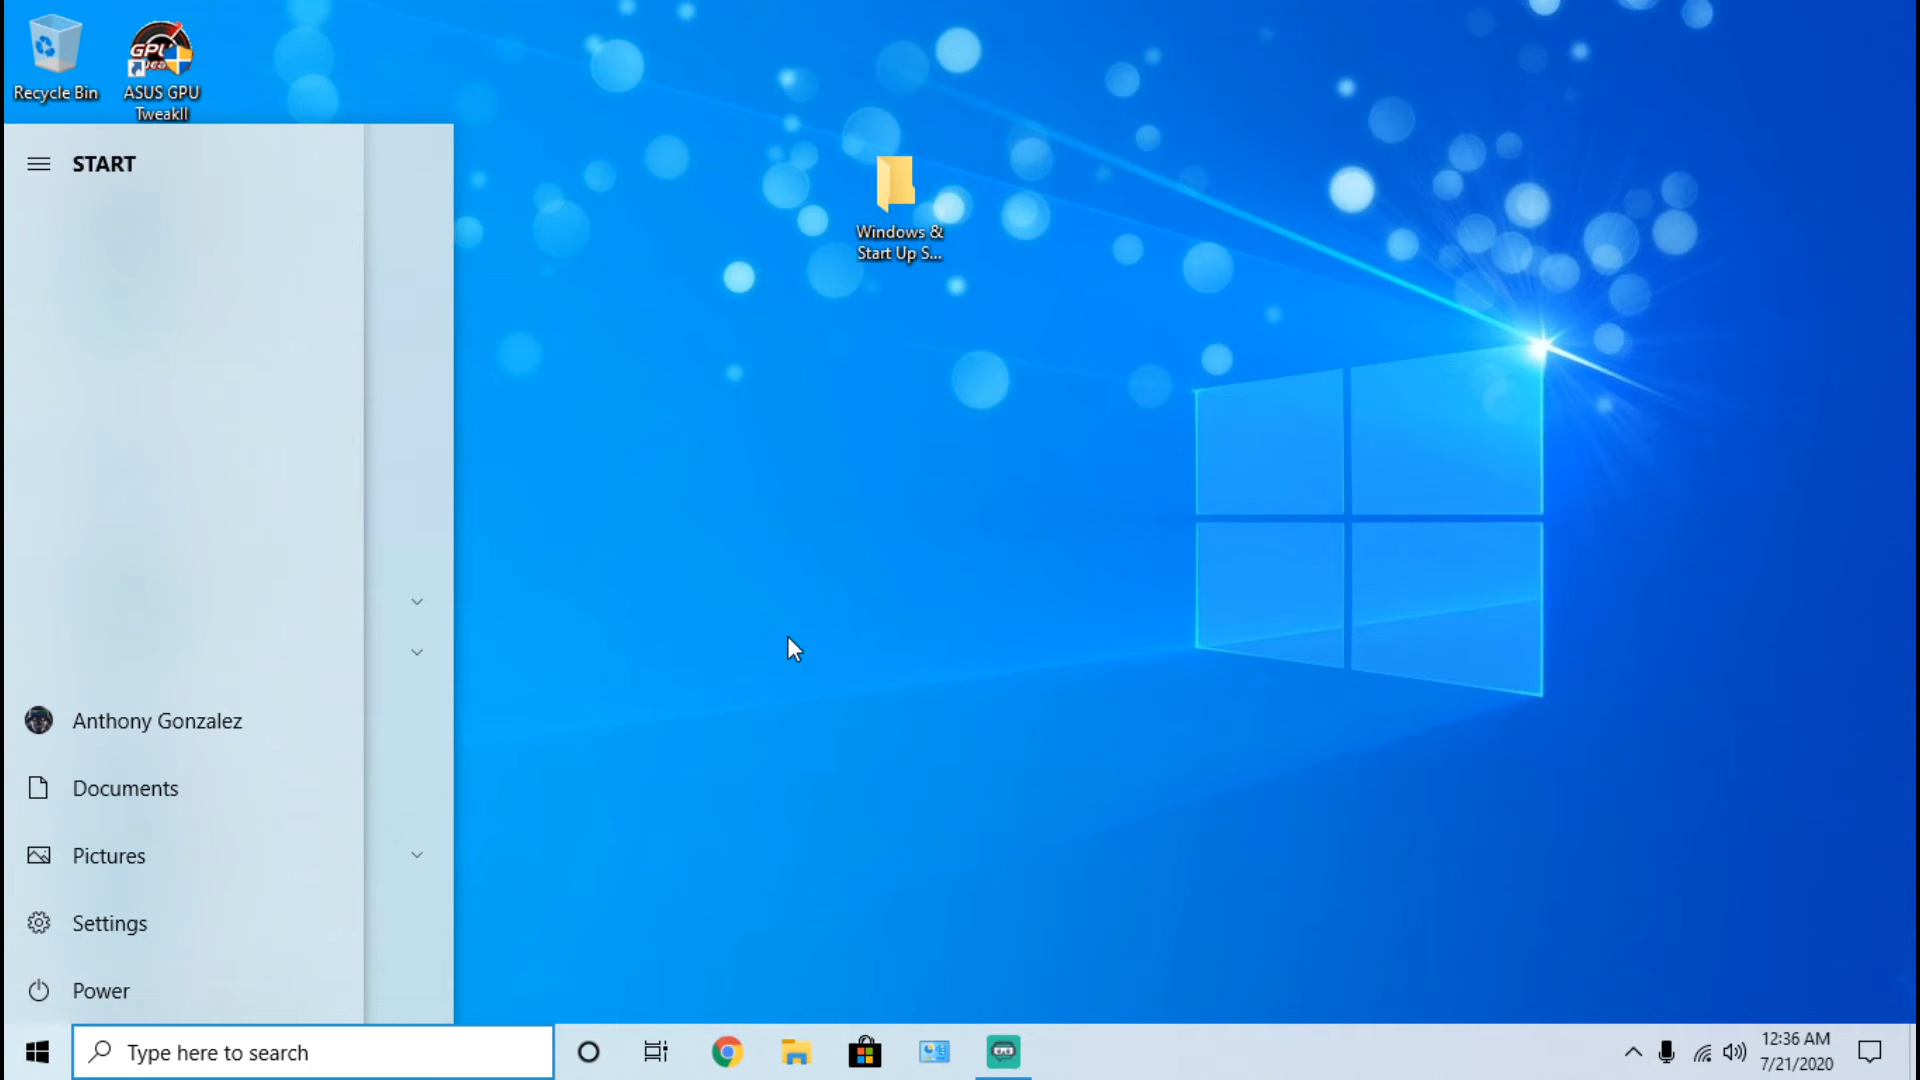 Recycle Bin
GPU
ASUS GPU
TweakII
START
Windows &
Start Up S...
Anthony Gonzalez
Documents
Pictures
Settings
Power
Type here to search
12:36 AM
7/21/2020